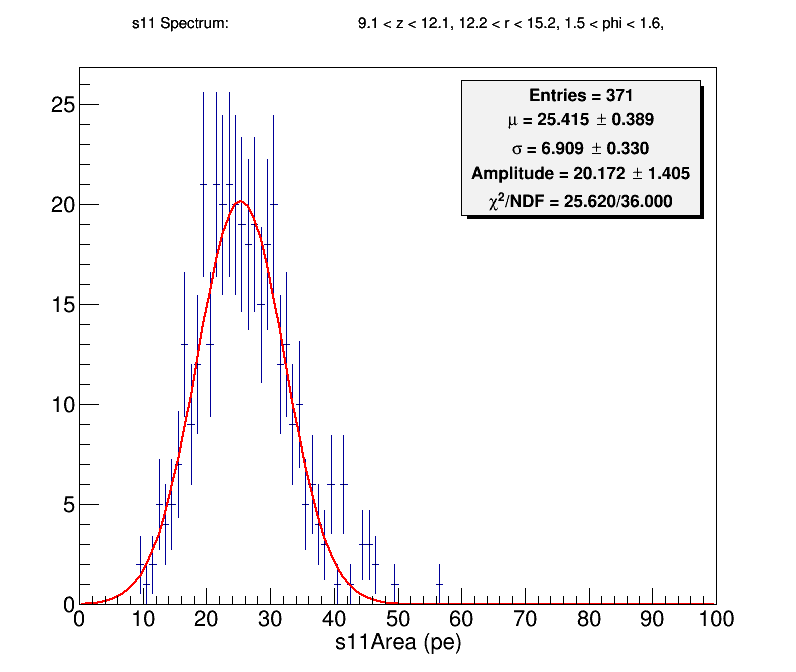 s11 Spectrum: 9.1 < z < 12.1, 12.2 < r < 15.2, 1.5 < phi < 1.6,
Entries = 371
μ = 25.415 ± 0.389
σ = 6.909 ± 0.330
Amplitude = 20.172 ± 1.405
χ²/NDF = 25.620/36.000
25
20
15
10
5
0
0 10 20 30 40 50 60 70 80 90 100
s11Area (pe)